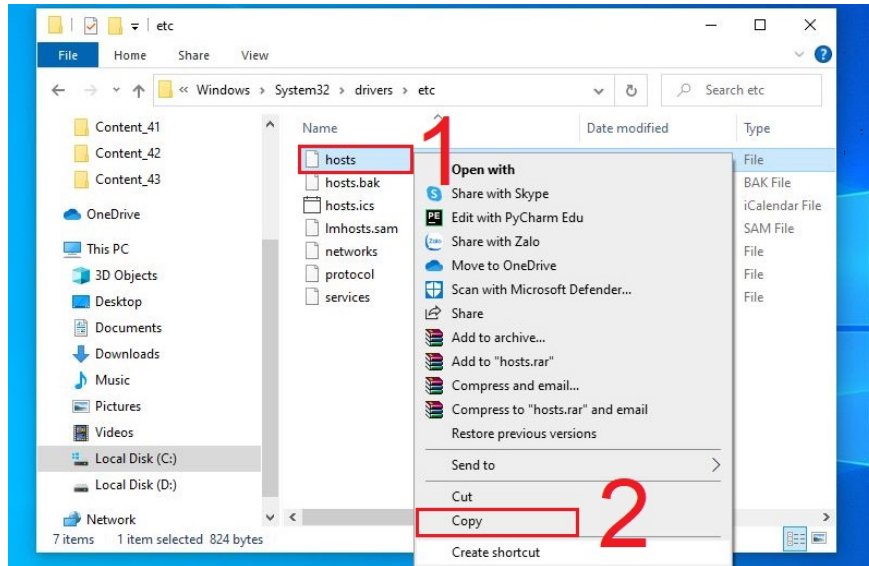 etc
File Home Share View
« Windows > System32 > drivers > etc
Search etc
Content_41
Content_42
Content_43
OneDrive
This PC
3D Objects
Desktop
Documents
Downloads
Music
Pictures
Videos
Local Disk (C:)
Local Disk (D:)
Network
Name Date modified Type
hosts File
hosts.bak BAK File
hosts.ics iCalendar File
lmhosts.sam SAM File
networks File
protocol File
services File
1
Open with
Share with Skype
PE Edit with PyCharm Edu
Zalo Share with Zalo
Move to OneDrive
Scan with Microsoft Defender...
Share
Add to archive...
Add to "hosts.rar"
Compress and email...
Compress to "hosts.rar" and email
Restore previous versions
Send to
Cut
Copy
2
Create shortcut
7 items 1 item selected 824 bytes